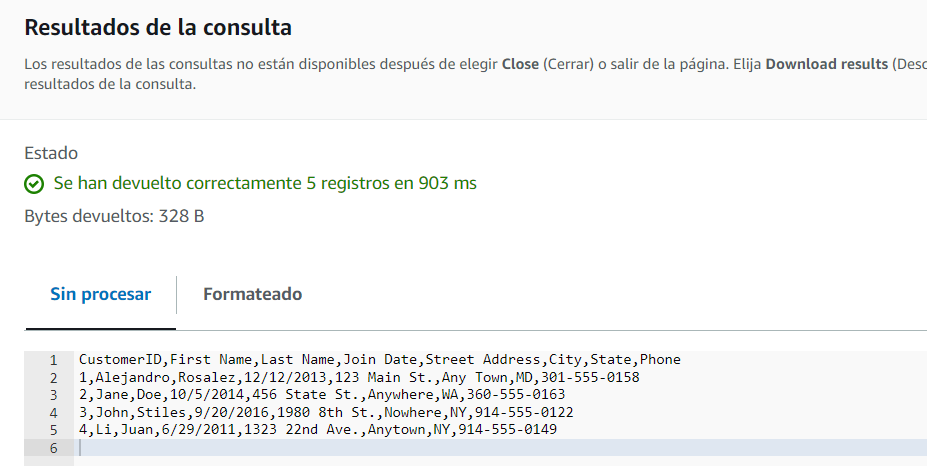 Resultados de la consulta
Los resultados de las consultas no están disponibles después de elegir Close (Cerrar) o salir de la página. Elija Download results (Desc
resultados de la consulta.
Estado
Se han devuelto correctamente 5 registros en 903 ms
Bytes devueltos: 328 B
Sin procesar Formateado
1 CustomerID,First Name,Last Name,Join Date,Street Address,City,State,Phone
2 1,Alejandro,Rosalez,12/12/2013,123 Main St.,Any Town,MD,301-555-0158
3 2,Jane,Doe,10/5/2014,456 State St.,Anywhere,WA,360-555-0163
4 3,John,Stiles,9/20/2016,1980 8th St.,Nowhere,NY,914-555-0122
5 4,Li,Juan,6/29/2011,1323 22nd Ave.,Anytown,NY,914-555-0149
6